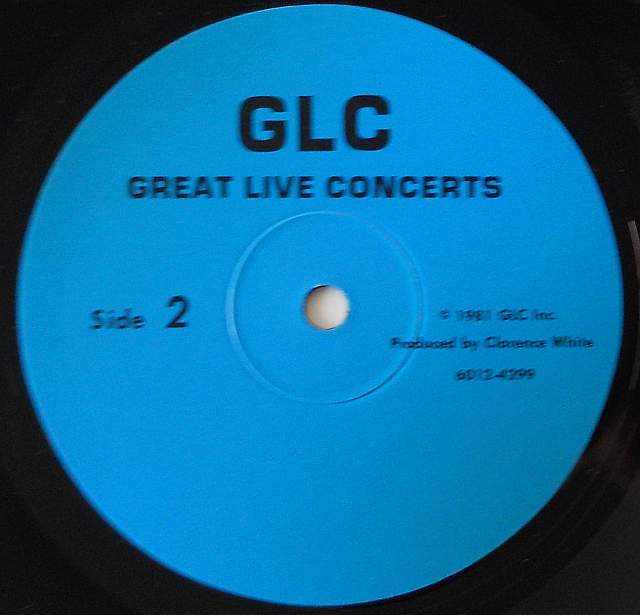 GLC
GREAT LIVE CONCERTS
Side 2
© 1981 GLC Inc.
Produced by Clarence White
6012-4299